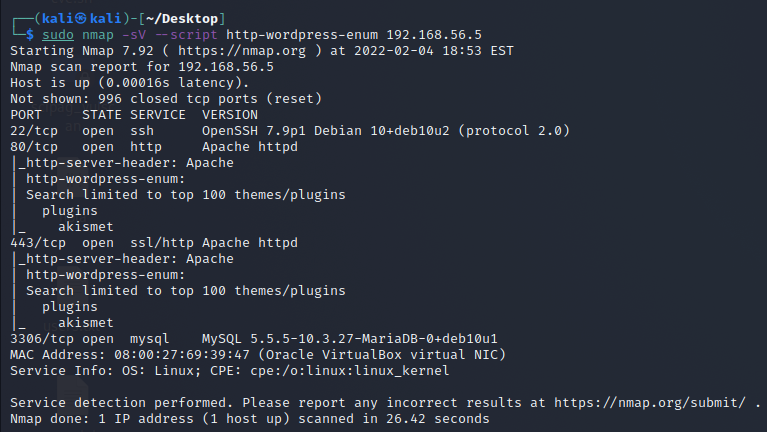 ┌──(kali㉿kali)-[~/Desktop]
└─$ sudo nmap -sV --script http-wordpress-enum 192.168.56.5
Starting Nmap 7.92 ( https://nmap.org ) at 2022-02-04 18:53 EST
Nmap scan report for 192.168.56.5
Host is up (0.00016s latency).
Not shown: 996 closed tcp ports (reset)
PORT     STATE SERVICE  VERSION
22/tcp   open  ssh      OpenSSH 7.9p1 Debian 10+deb10u2 (protocol 2.0)
80/tcp   open  http     Apache httpd
|_http-server-header: Apache
| http-wordpress-enum:
| Search limited to top 100 themes/plugins
|   plugins
|_    akismet
443/tcp  open  ssl/http Apache httpd
|_http-server-header: Apache
| http-wordpress-enum:
| Search limited to top 100 themes/plugins
|   plugins
|_    akismet
3306/tcp open  mysql    MySQL 5.5.5-10.3.27-MariaDB-0+deb10u1
MAC Address: 08:00:27:69:39:47 (Oracle VirtualBox virtual NIC)
Service Info: OS: Linux; CPE: cpe:/o:linux:linux_kernel

Service detection performed. Please report any incorrect results at https://nmap.org/submit/ .
Nmap done: 1 IP address (1 host up) scanned in 26.42 seconds